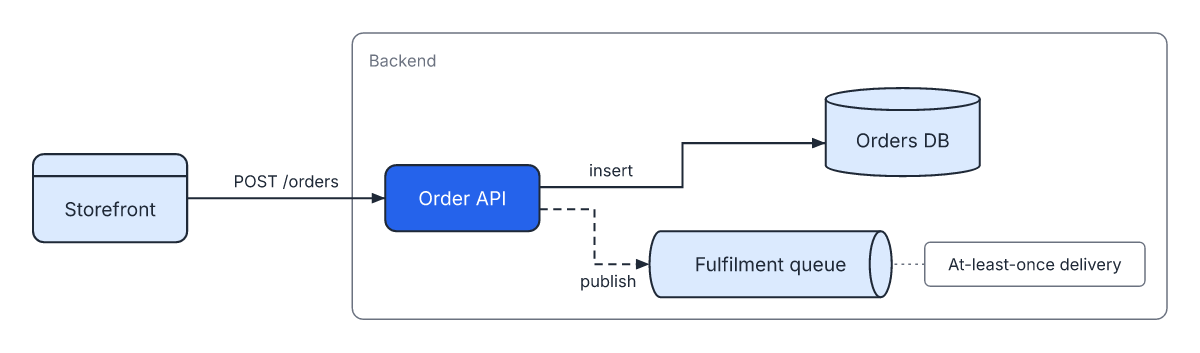 Backend
Storefront
POST /orders
Order API
insert
Orders DB
publish
Fulfilment queue
At-least-once delivery